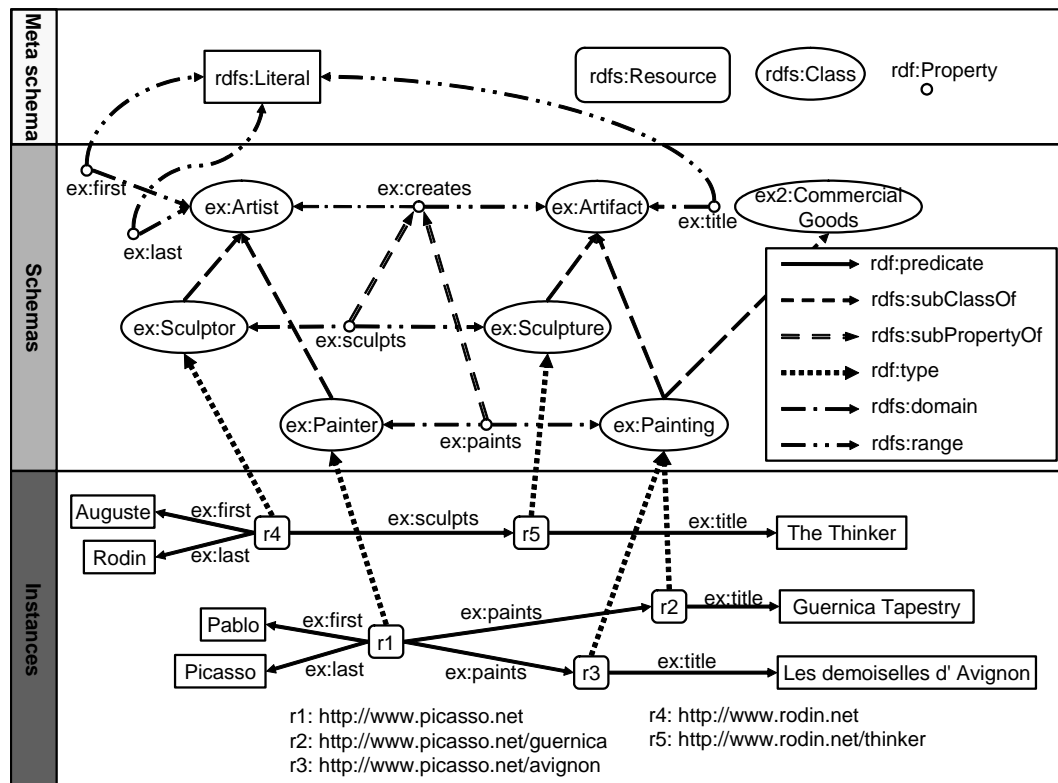 Meta schema
rdfs:Literal
rdfs:Resource
rdfs:Class
rdf:Property
Schemas
ex:first
ex:last
ex:Artist
ex:creates
ex:Artifact
ex:title
ex2:Commercial
Goods
ex:Sculptor
ex:sculpts
ex:Sculpture
ex:Painter
ex:paints
ex:Painting
rdf:predicate
rdfs:subClassOf
rdfs:subPropertyOf
rdf:type
rdfs:domain
rdfs:range
Instances
Auguste
ex:first
Rodin
ex:last
r4
ex:sculpts
r5
ex:title
The Thinker
Pablo
ex:first
Picasso
ex:last
r1
ex:paints
r2
ex:title
Guernica Tapestry
ex:paints
r3
ex:title
Les demoiselles d' Avignon
r1: http://www.picasso.net
r2: http://www.picasso.net/guernica
r3: http://www.picasso.net/avignon
r4: http://www.rodin.net
r5: http://www.rodin.net/thinker